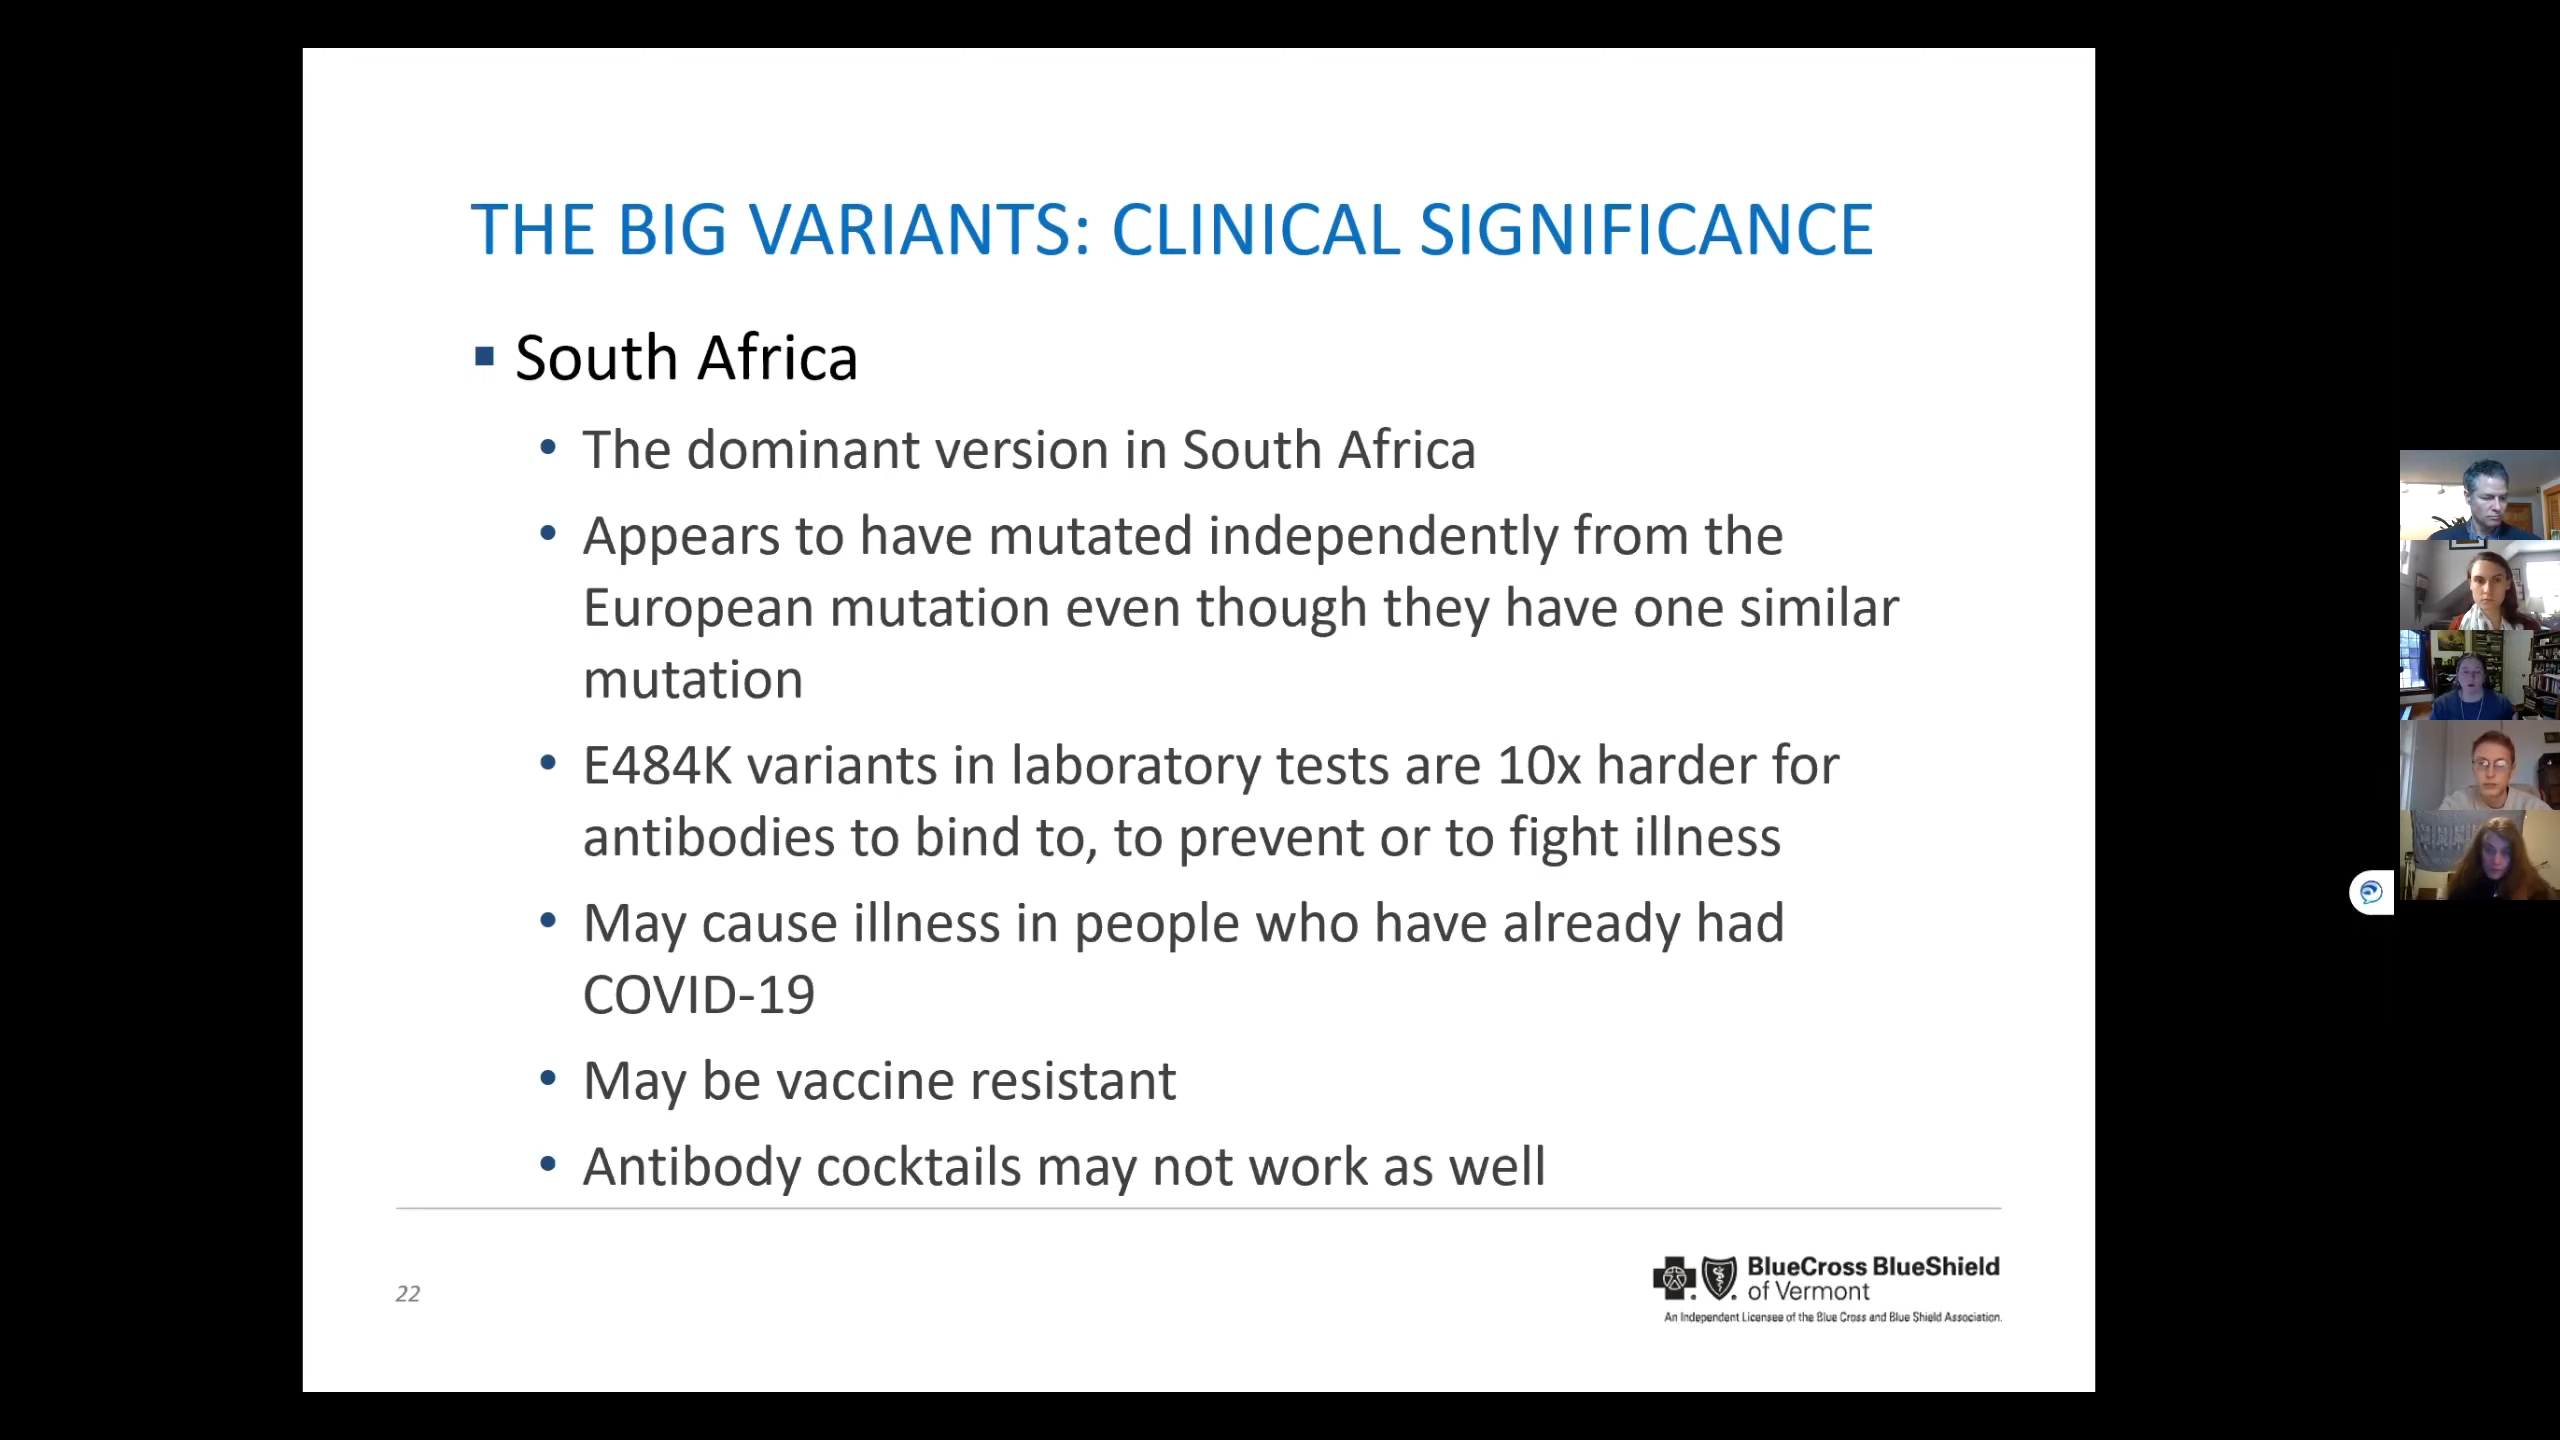 THE BIG VARIANTS: CLINICAL SIGNIFICANCE
▪ South Africa
• The dominant version in South Africa
• Appears to have mutated independently from the
European mutation even though they have one similar
mutation
• E484K variants in laboratory tests are 10x harder for
antibodies to bind to, to prevent or to fight illness
• May cause illness in people who have already had
COVID-19
• May be vaccine resistant
• Antibody cocktails may not work as well
22
BlueCross BlueShield
of Vermont
An Independent Licensee of the Blue Cross and Blue Shield Association.